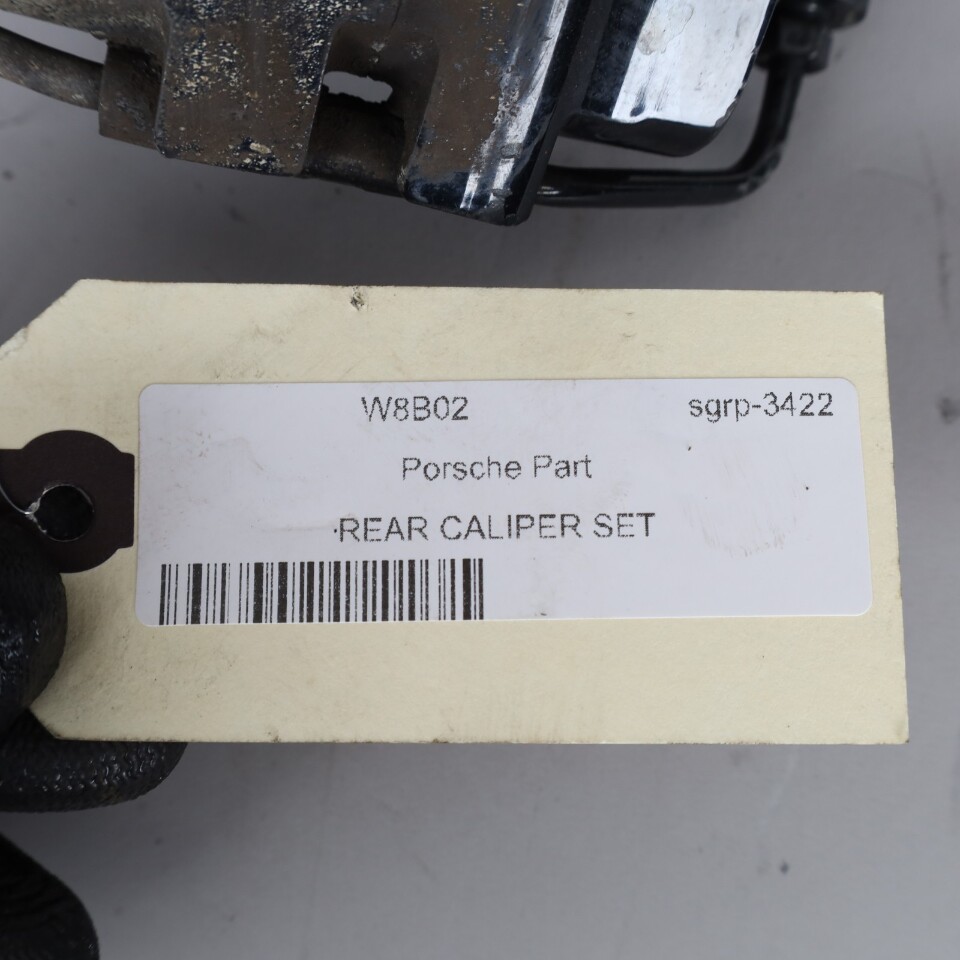 W8B02 sgrp-3422
Porsche Part
REAR CALIPER SET